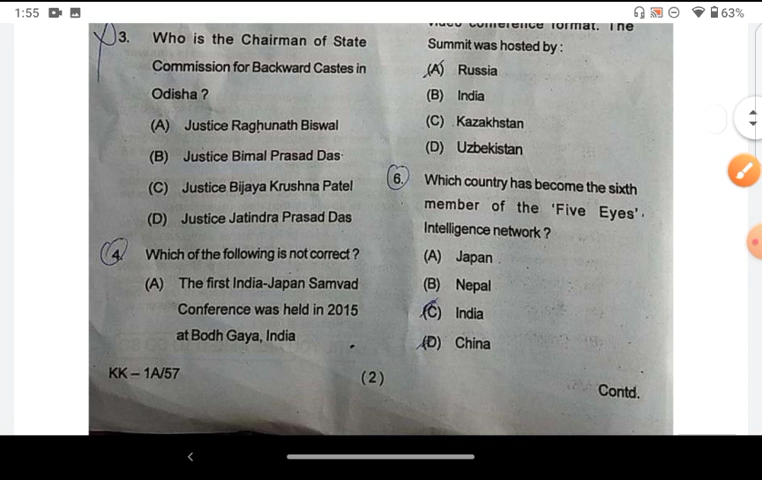 1:55
63%
3. Who is the Chairman of State
Commission for Backward Castes in
Odisha ?
(A) Justice Raghunath Biswal
(B) Justice Bimal Prasad Das
(C) Justice Bijaya Krushna Patel
(D) Justice Jatindra Prasad Das
4. Which of the following is not correct ?
(A) The first India-Japan Samvad
Conference was held in 2015
at Bodh Gaya, India
KK – 1A/57
(2)
video conference format. The
Summit was hosted by :
(A) Russia
(B) India
(C) Kazakhstan
(D) Uzbekistan
6. Which country has become the sixth
member of the 'Five Eyes'
Intelligence network ?
(A) Japan
(B) Nepal
(C) India
(D) China
Contd.